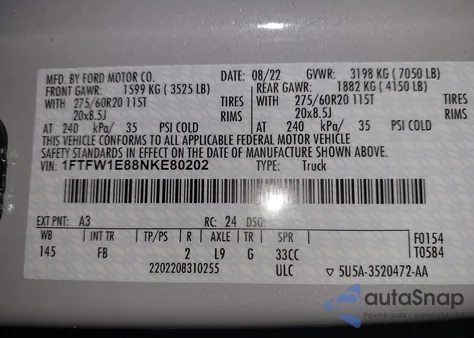 MFD. BY FORD MOTOR CO. DATE: 08/22 GVWR: 3198 KG (7050 LB)
FRONT GAWR: 1599 KG (3525 LB) REAR GAWR: 1882 KG (4150 LB)
WITH 275/60R20 115T TIRES WITH 275/60R20 115T TIRES
20x8.5J RIMS 20x8.5J RIMS
AT 240 kPa/ 35 PSI COLD AT 240 kPa/ 35 PSI COLD
THIS VEHICLE CONFORMS TO ALL APPLICABLE FEDERAL MOTOR VEHICLE
SAFETY STANDARDS IN EFFECT ON THE DATE OF MANUFACTURE SHOWN ABOVE.
VIN: 1FTFW1E88NKE80202 TYPE: Truck
EXT PNT: A3 RC: 24 DSO: F0154
WB INT TR TP/PS R AXLE TR SPR T0584
145 FB 2 L9 G 33CC
2202208310255 ULC 5U5A-3520472-AA
autoSnap